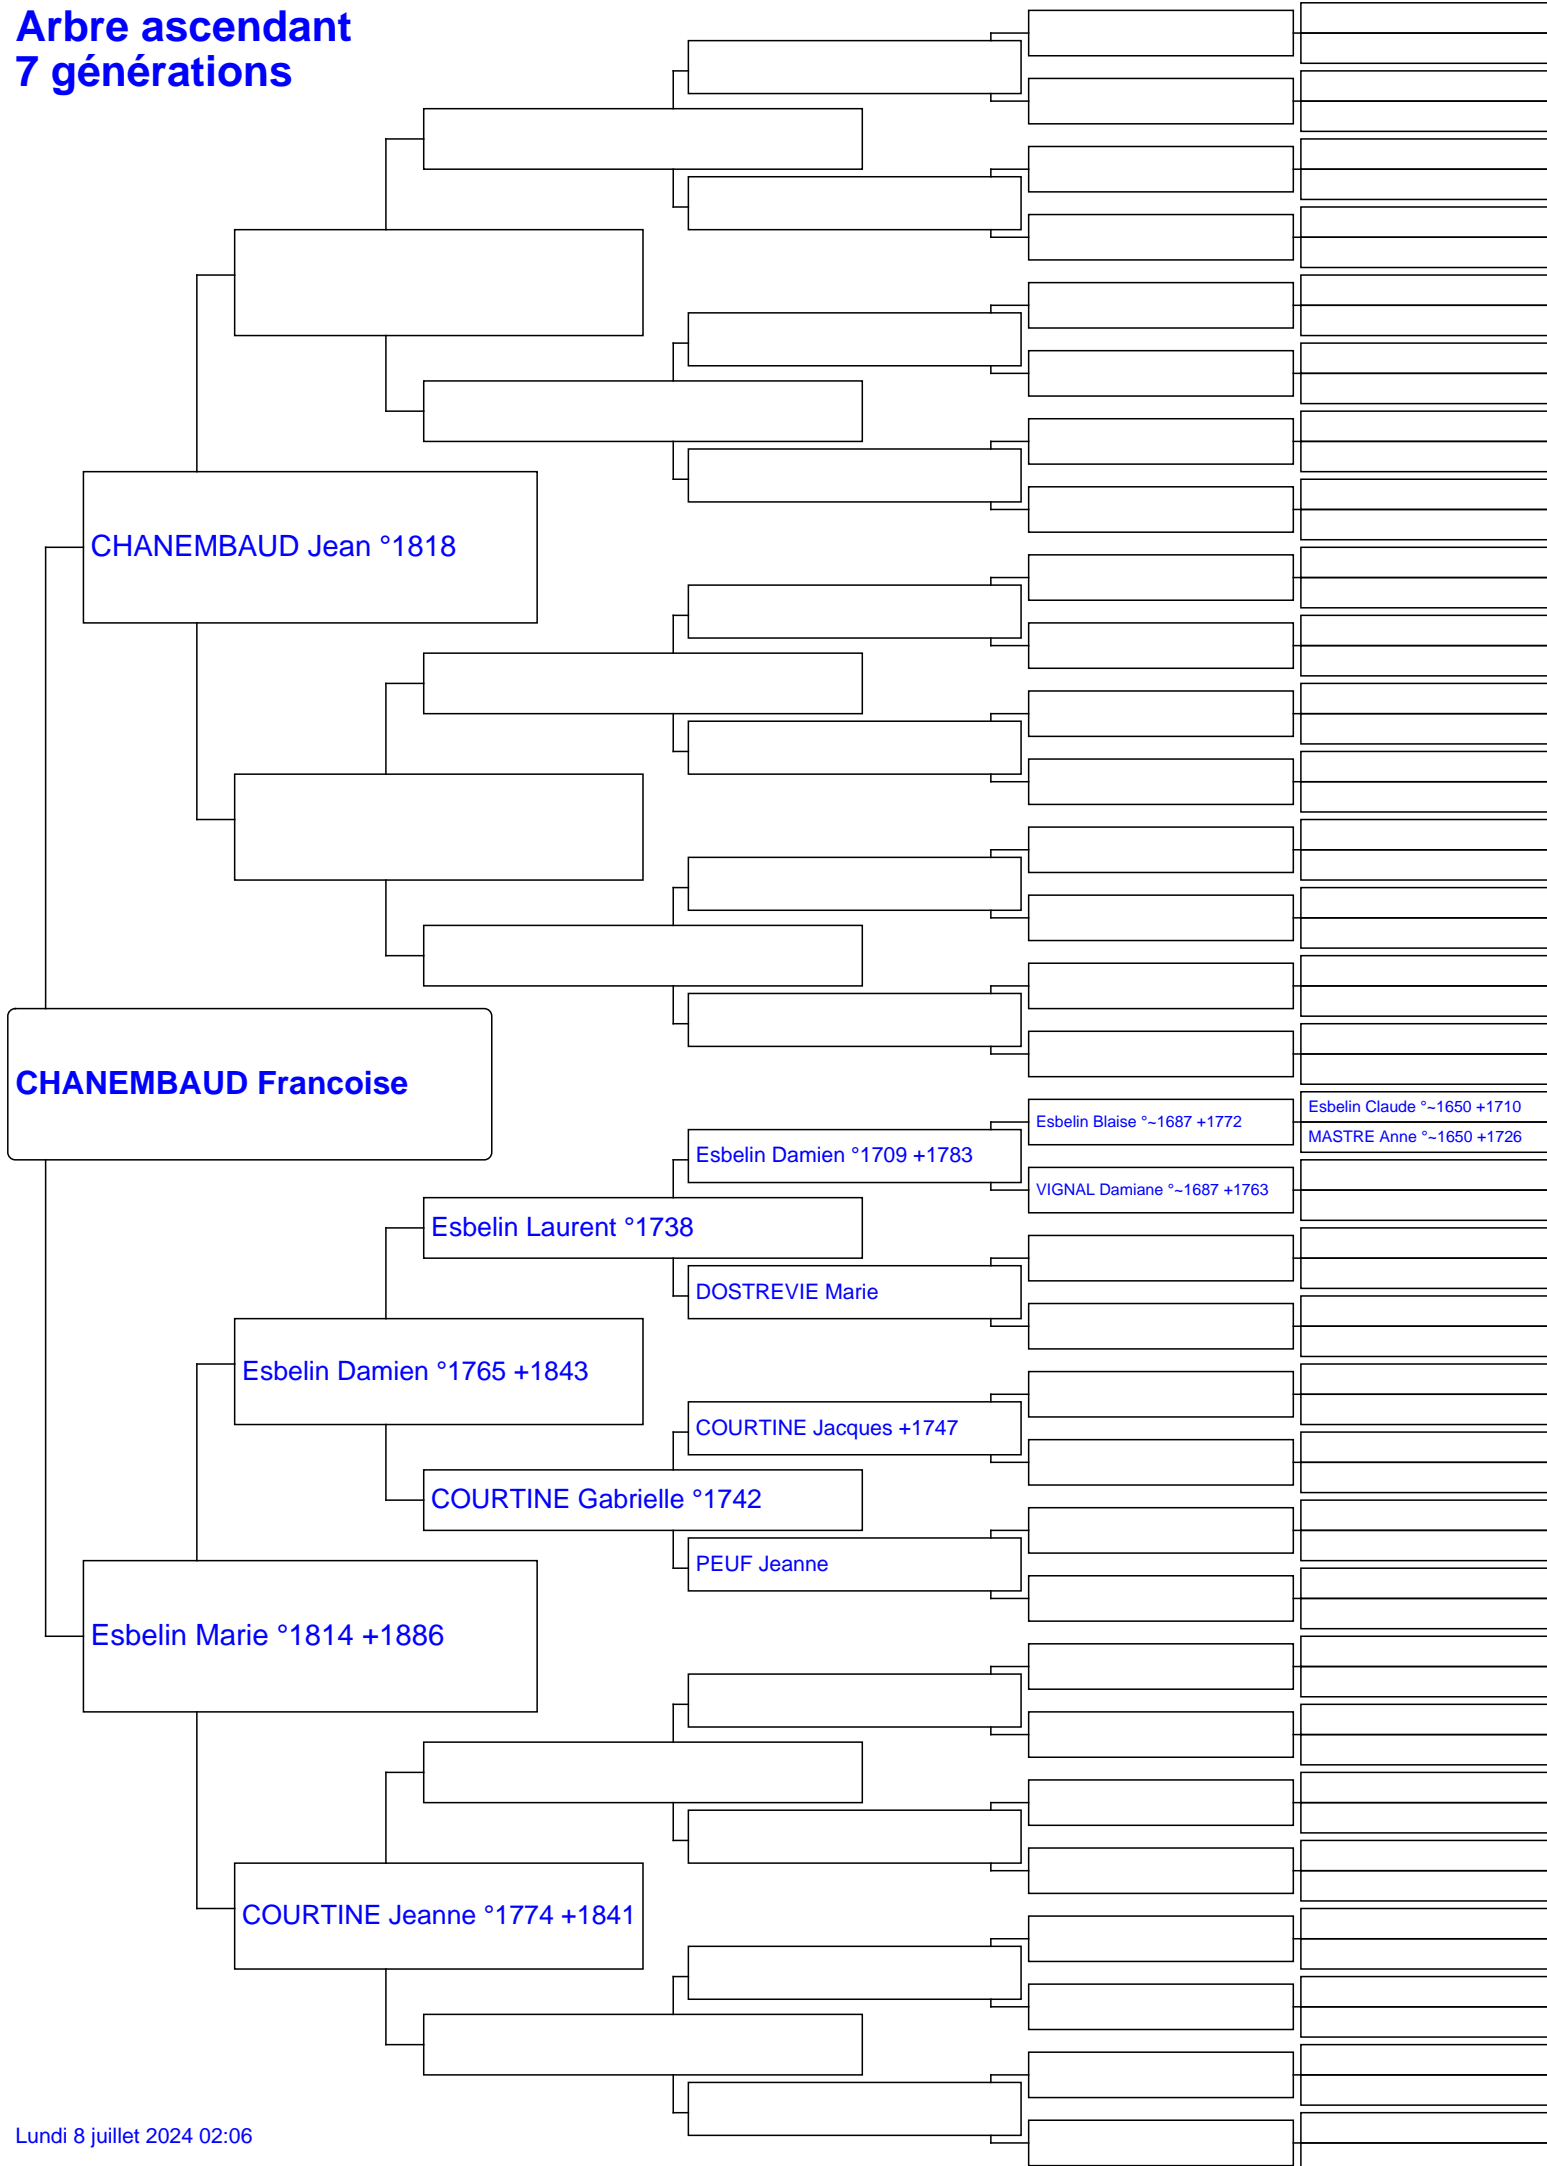 Arbre ascendant
7 générations
CHANEMBAUD Jean °1818
CHANEMBAUD Francoise
Esbelin Claude °~1650 +1710
Esbelin Blaise °~1687 +1772
MASTRE Anne °~1650 +1726
Esbelin Damien °1709 +1783
VIGNAL Damiane °~1687 +1763
Esbelin Laurent °1738
DOSTREVIE Marie
Esbelin Damien °1765 +1843
COURTINE Jacques +1747
COURTINE Gabrielle °1742
PEUF Jeanne
Esbelin Marie °1814 +1886
COURTINE Jeanne °1774 +1841
Lundi 8 juillet 2024 02:06